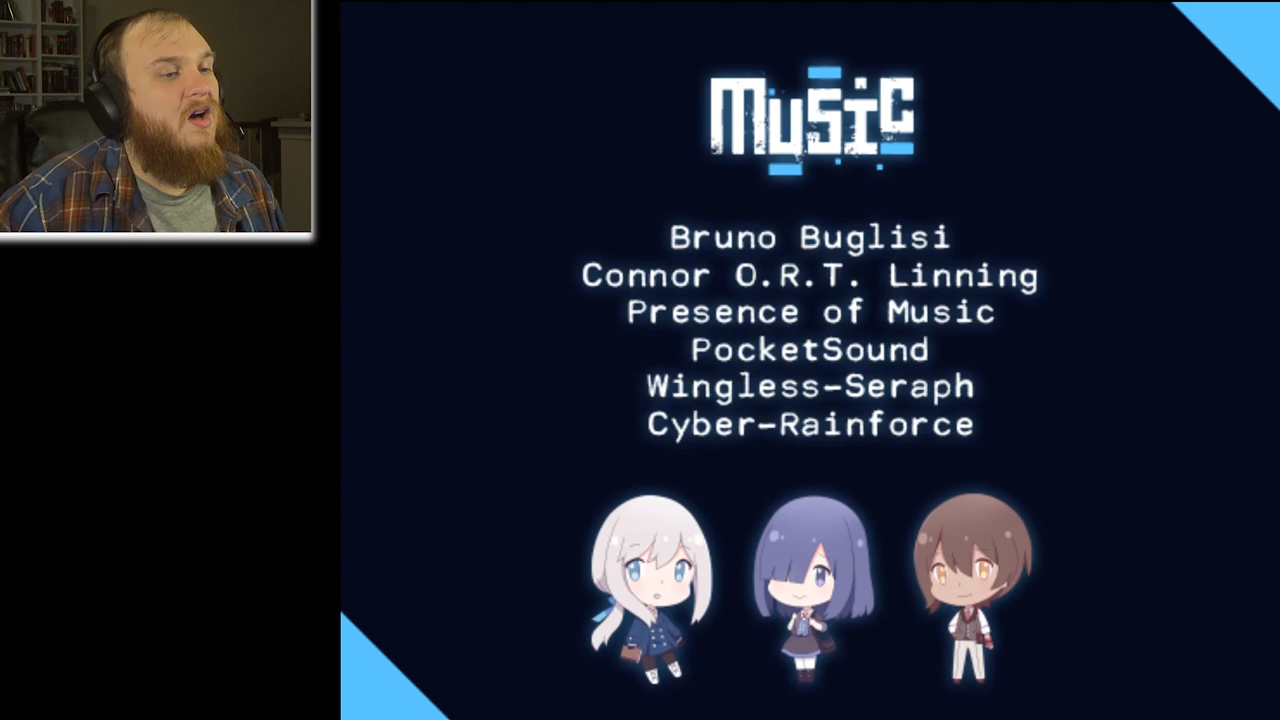 Music
Bruno Buglisi
Connor O.R.T. Linning
Presence of Music
PocketSound
Wingless-Seraph
Cyber-Rainforce